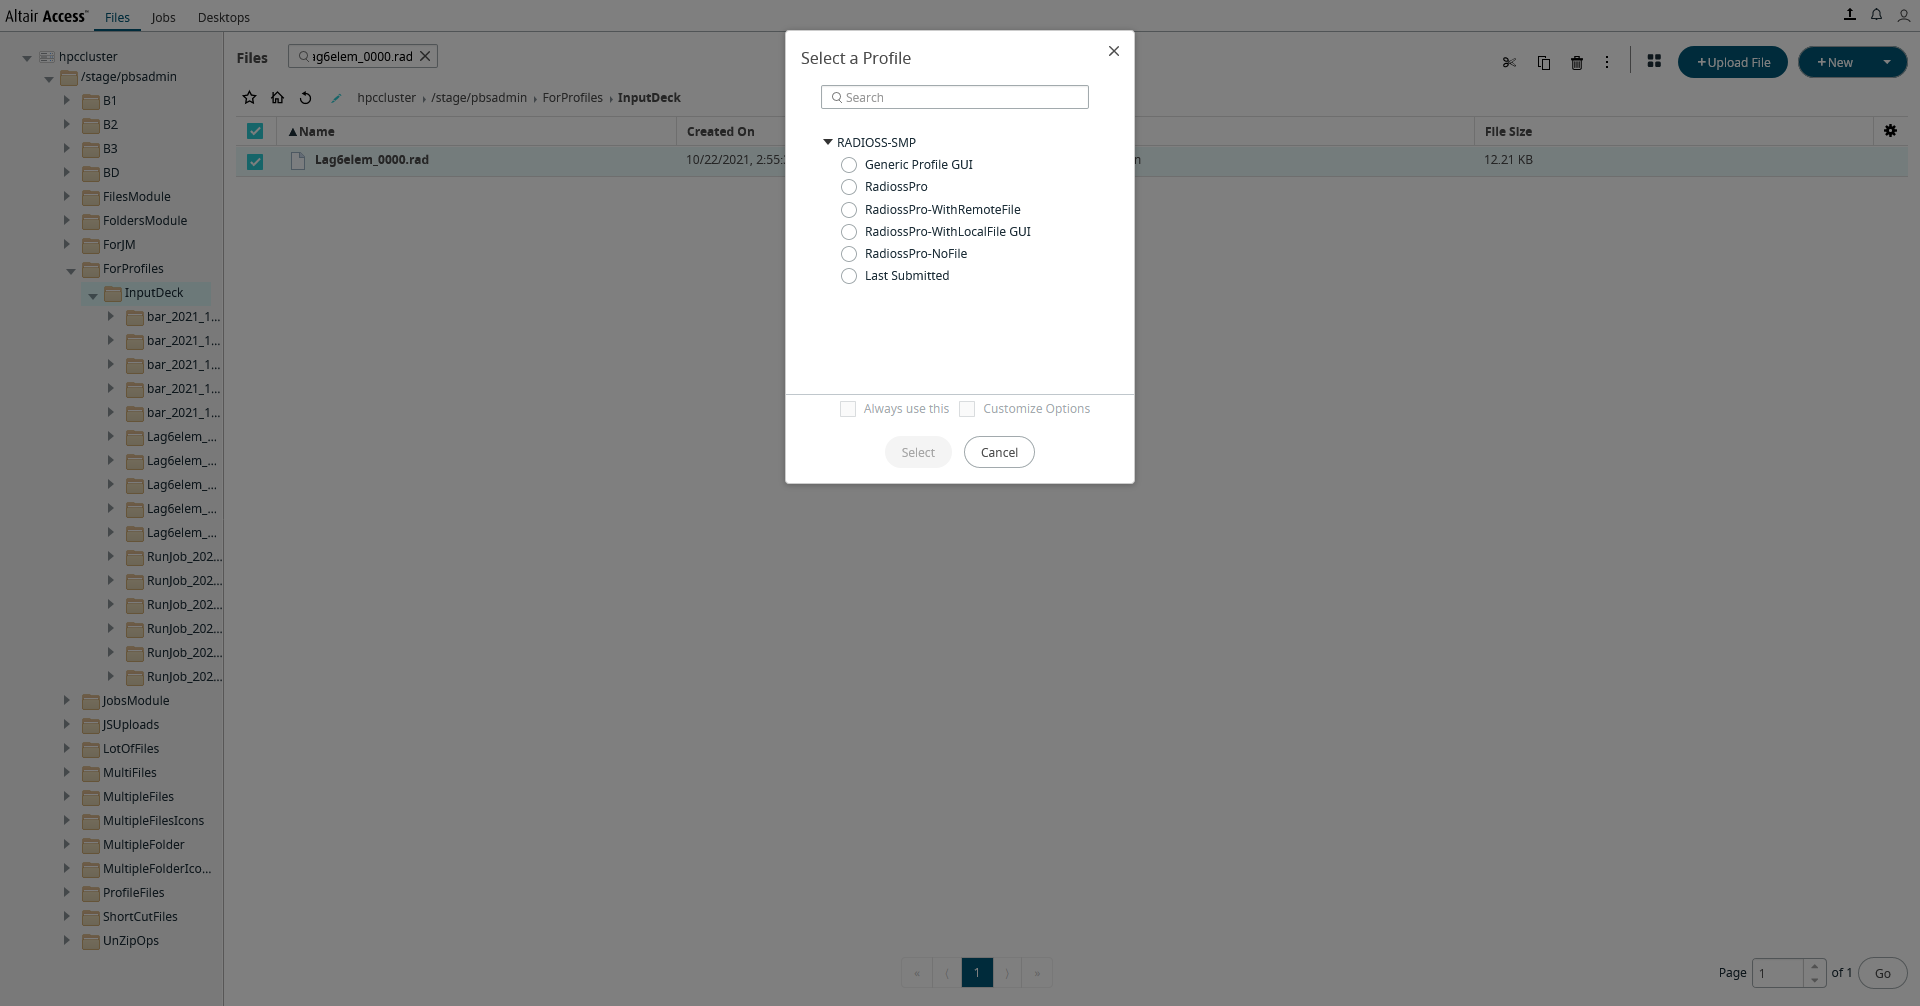 Altair Access™ Files Jobs Desktops
hpccluster
/stage/pbsadmin
B1
B2
B3
BD
FilesModule
FoldersModule
ForJM
ForProfiles
InputDeck
bar_2021_1...
bar_2021_1...
bar_2021_1...
bar_2021_1...
bar_2021_1...
Lag6elem_...
Lag6elem_...
Lag6elem_...
Lag6elem_...
Lag6elem_...
RunJob_202...
RunJob_202...
RunJob_202...
RunJob_202...
RunJob_202...
RunJob_202...
JobsModule
JSUploads
LotOfFiles
MultiFiles
MultipleFiles
MultipleFilesIcons
MultipleFolder
MultipleFolderIco...
ProfileFiles
ShortCutFiles
UnZipOps
Files
ag6elem_0000.rad
+Upload File
+New
hpccluster › /stage/pbsadmin › ForProfiles › InputDeck
Name Created On File Size
Lag6elem_0000.rad 10/22/2021, 2:55: n 12.21 KB
Select a Profile
Search
RADIOSS-SMP
Generic Profile GUI
RadiossPro
RadiossPro-WithRemoteFile
RadiossPro-WithLocalFile GUI
RadiossPro-NoFile
Last Submitted
Always use this Customize Options
Select Cancel
« ⟨ 1 ⟩ »
Page 1 of 1 Go